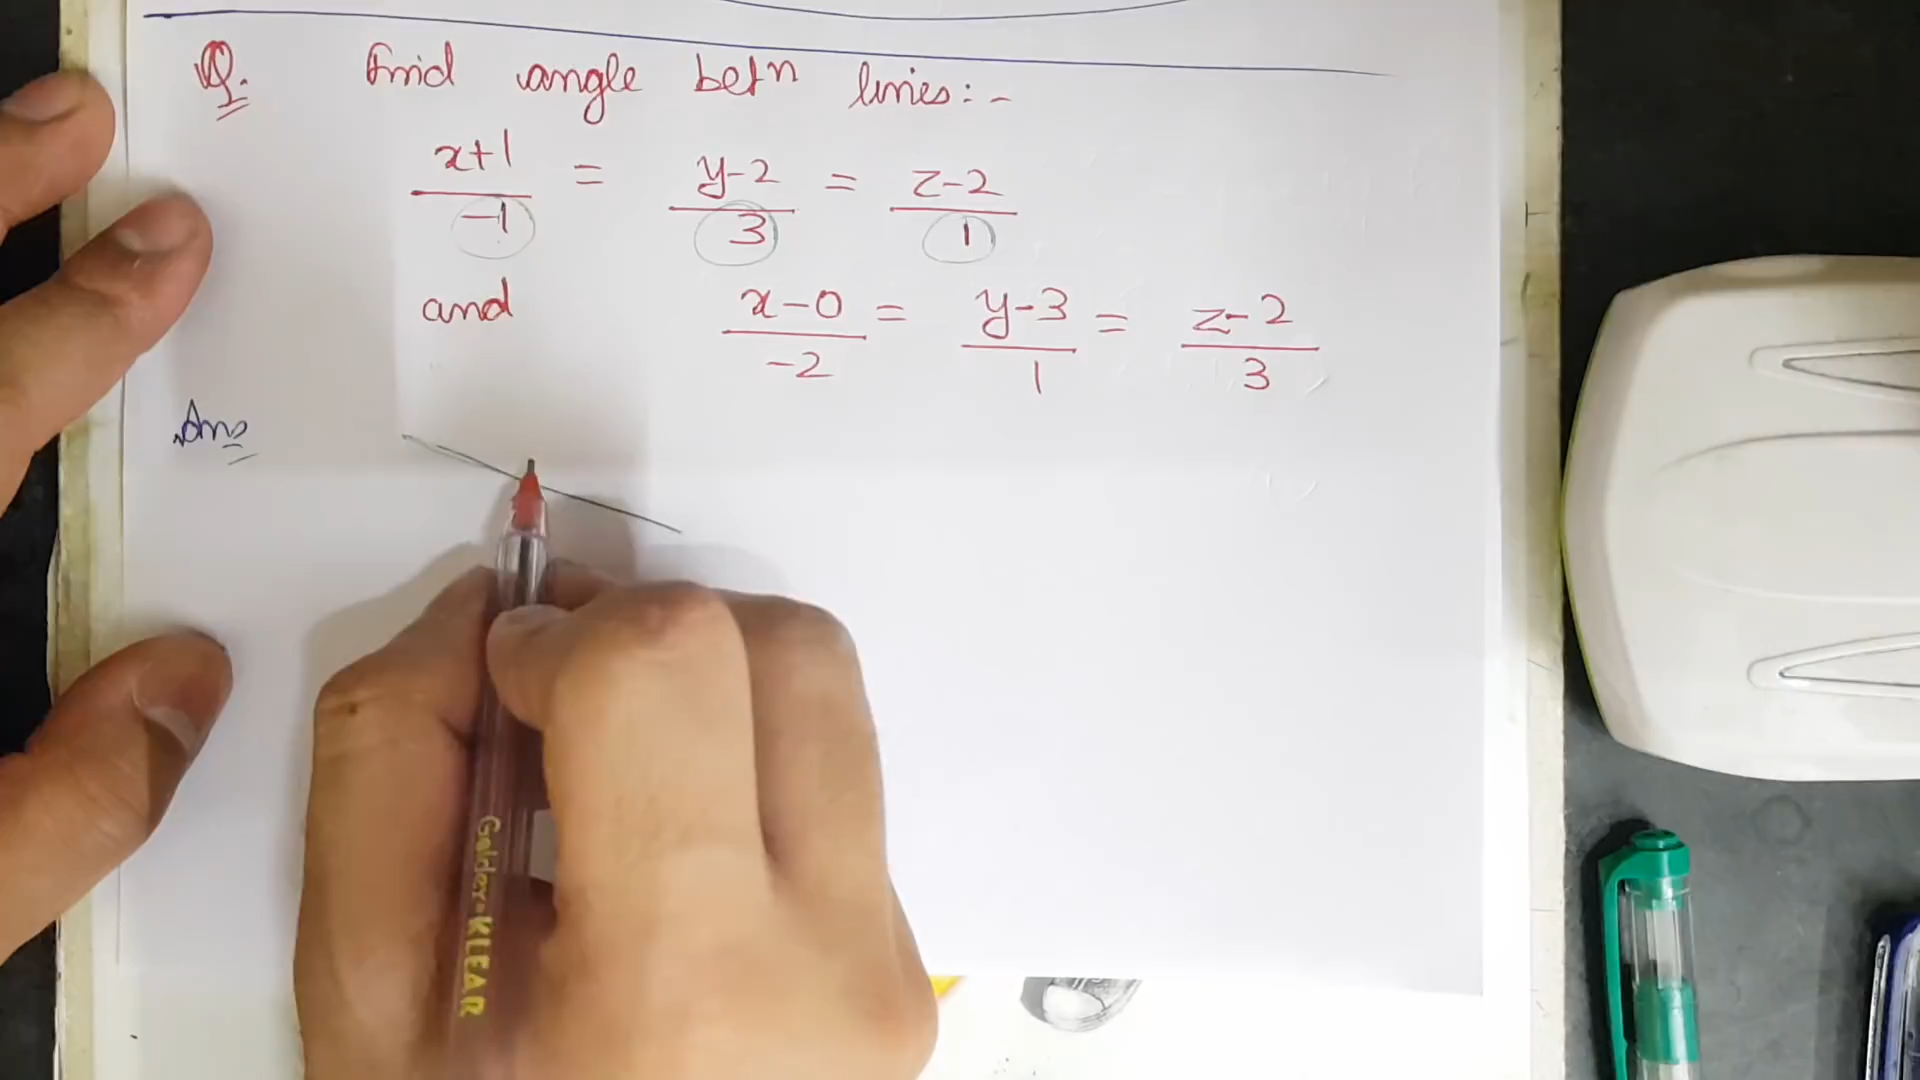 Q. Find angle betn lines:-
x+1/-1 = y-2/3 = z-2/1
and x-0/-2 = y-3/1 = z-2/3
Ans
Golder-KLEAR